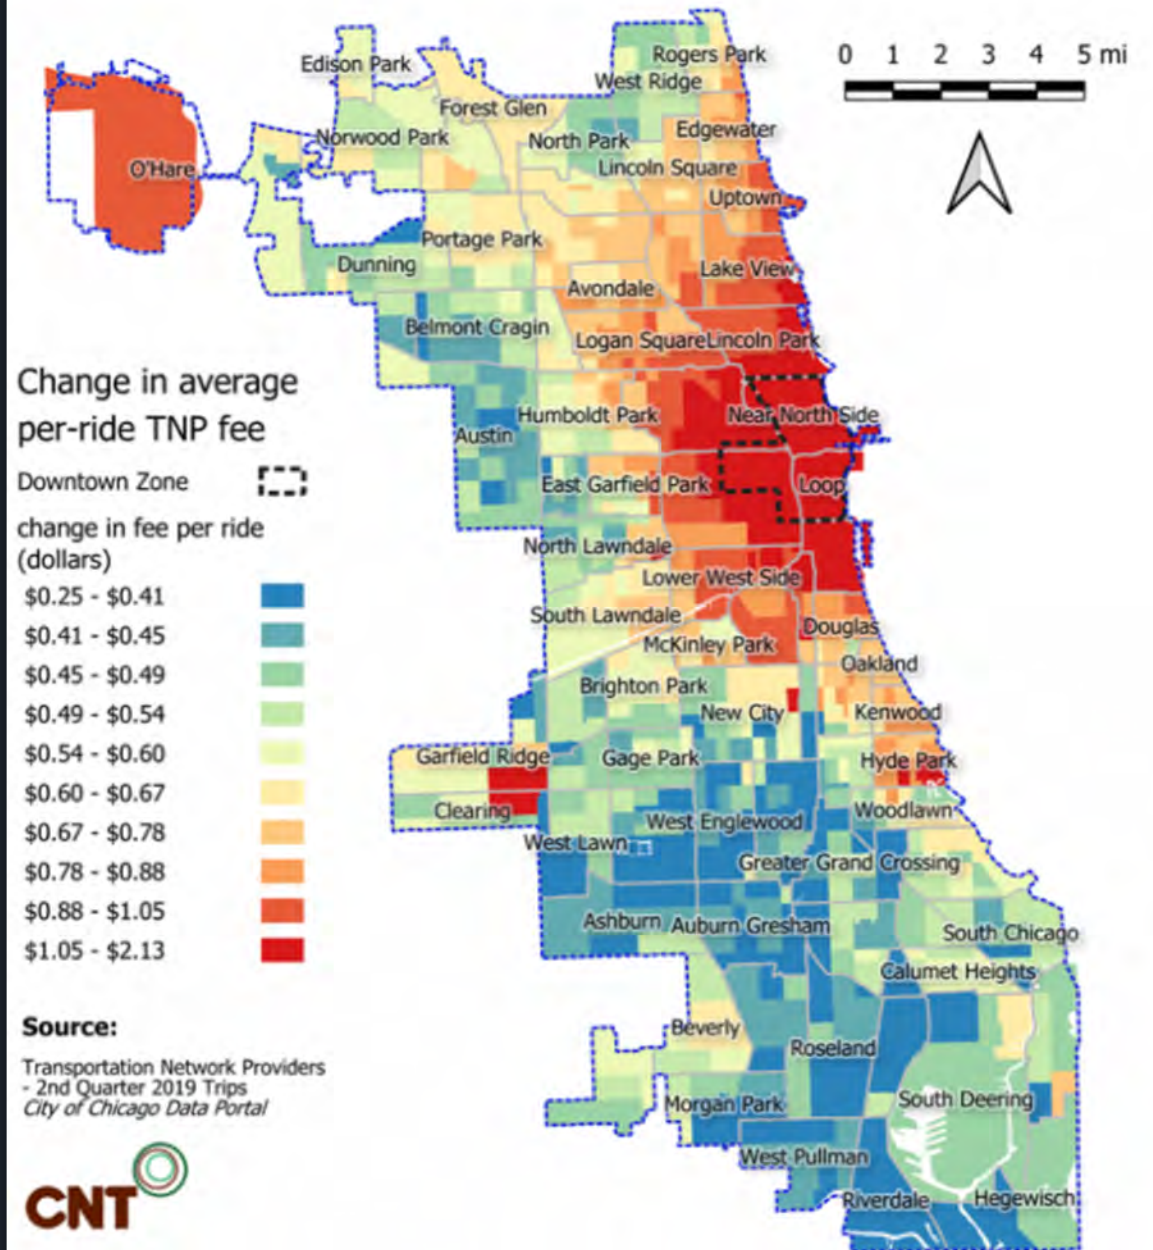 0 1 2 3 4 5 mi
Rogers Park
Edison Park
West Ridge
Forest Glen
Edgewater
Norwood Park
North Park
O'Hare
Lincoln Square
Uptown
Portage Park
Dunning
Lake View
Avondale
Belmont Cragin
Logan Square
Lincoln Park
Humboldt Park
Near North Side
Austin
East Garfield Park
Loop
North Lawndale
Lower West Side
South Lawndale
Douglas
McKinley Park
Oakland
Brighton Park
New City
Kenwood
Garfield Ridge
Gage Park
Hyde Park
Clearing
Woodlawn
West Englewood
West Lawn
Greater Grand Crossing
Ashburn
Auburn Gresham
South Chicago
Calumet Heights
Beverly
Roseland
Morgan Park
South Deering
West Pullman
Riverdale
Hegewisch
Change in average
per-ride TNP fee
Downtown Zone
change in fee per ride
(dollars)
$0.25 - $0.41
$0.41 - $0.45
$0.45 - $0.49
$0.49 - $0.54
$0.54 - $0.60
$0.60 - $0.67
$0.67 - $0.78
$0.78 - $0.88
$0.88 - $1.05
$1.05 - $2.13
Source:
Transportation Network Providers
- 2nd Quarter 2019 Trips
City of Chicago Data Portal
CNT